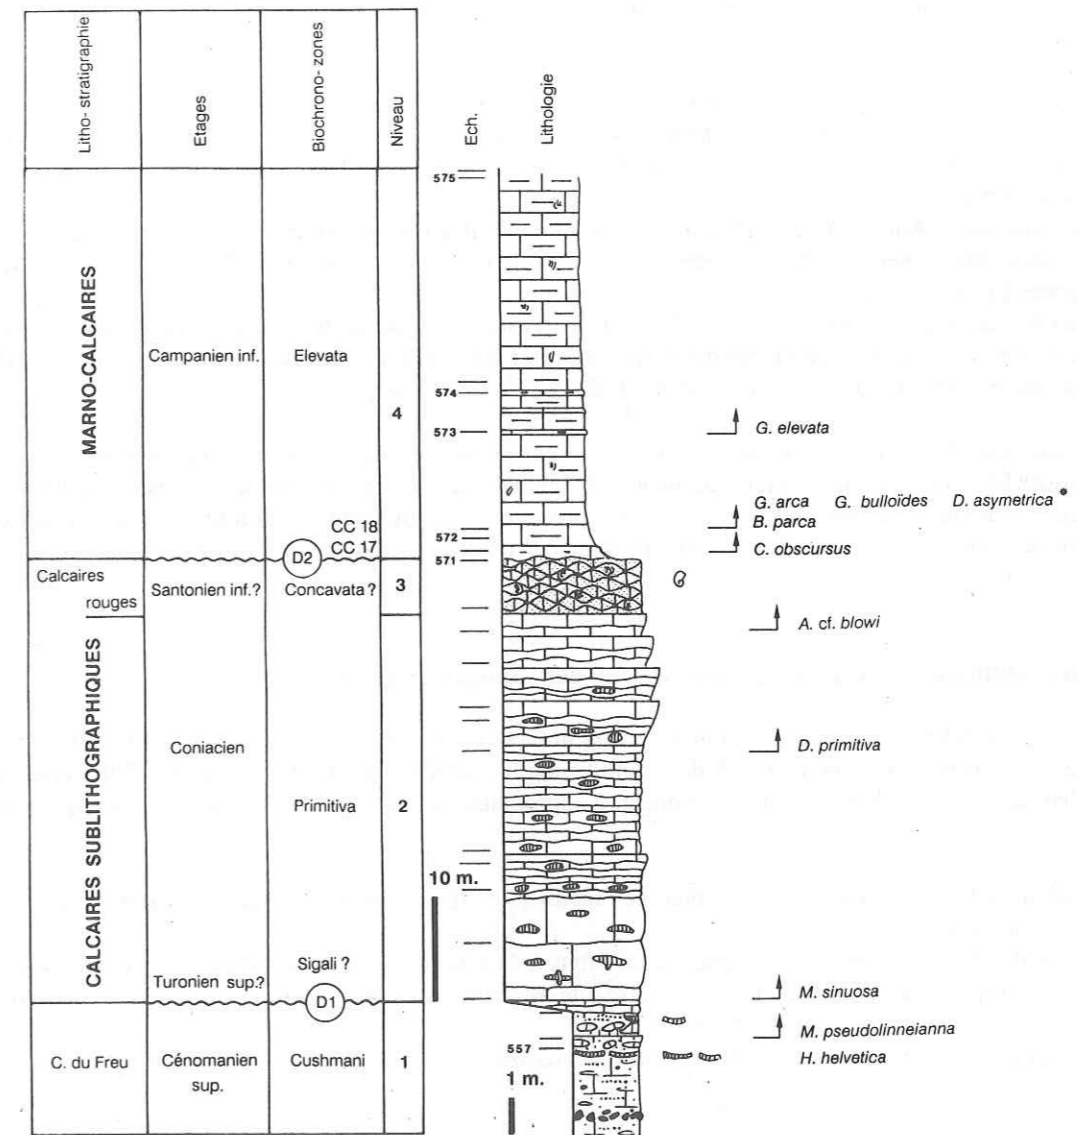 Litho- stratigraphie
Etages
Biochrono- zones
Niveau
Ech.
Lithologie
575
MARNO-CALCAIRES
Campanien inf.
Elevata
4
574
573
G. elevata
G. arca G. bulloïdes D. asymetrica
B. parca
CC 18
572
CC 17
C. obscursus
D2
571
Calcaires
rouges
Santonien inf.?
Concavata ?
3
A. cf. blowi
CALCAIRES SUBLITHOGRAPHIQUES
Coniacien
D. primitiva
Primitiva
2
10 m.
Sigali ?
Turonien sup.?
M. sinuosa
D1
M. pseudolinneianna
557
C. du Freu
Cénomanien
sup.
Cushmani
1
H. helvetica
1 m.